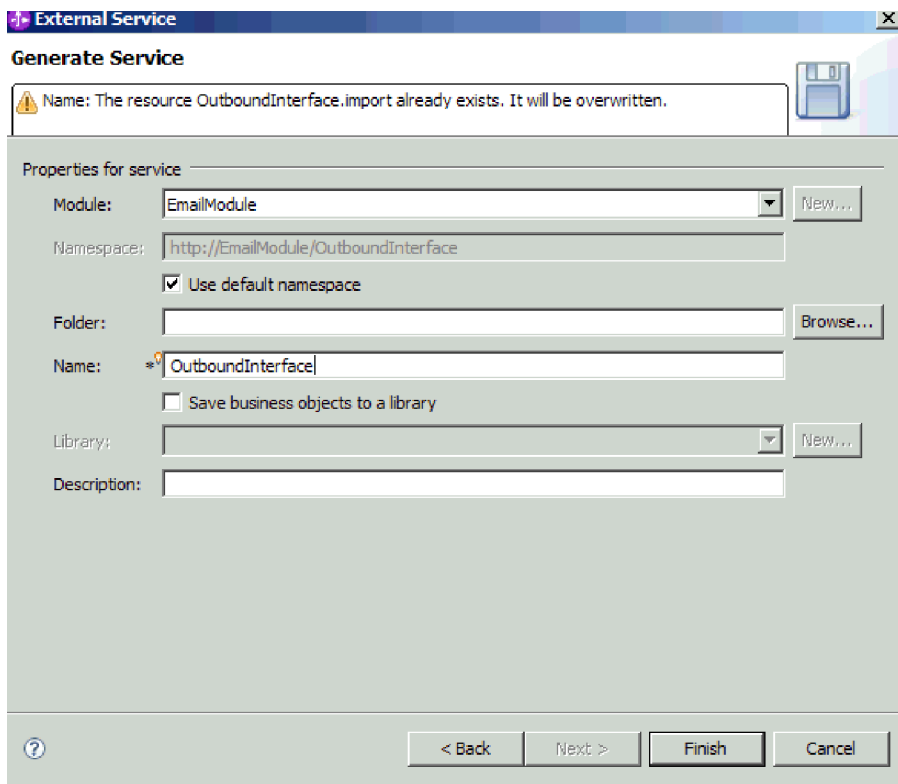 External Service
Generate Service
Name: The resource OutboundInterface.import already exists. It will be overwritten.
Properties for service
Module: EmailModule New...
Namespace: http://EmailModule/OutboundInterface
Use default namespace
Folder: Browse...
Name: * OutboundInterface
Save business objects to a library
Library: New...
Description:
? < Back Next > Finish Cancel